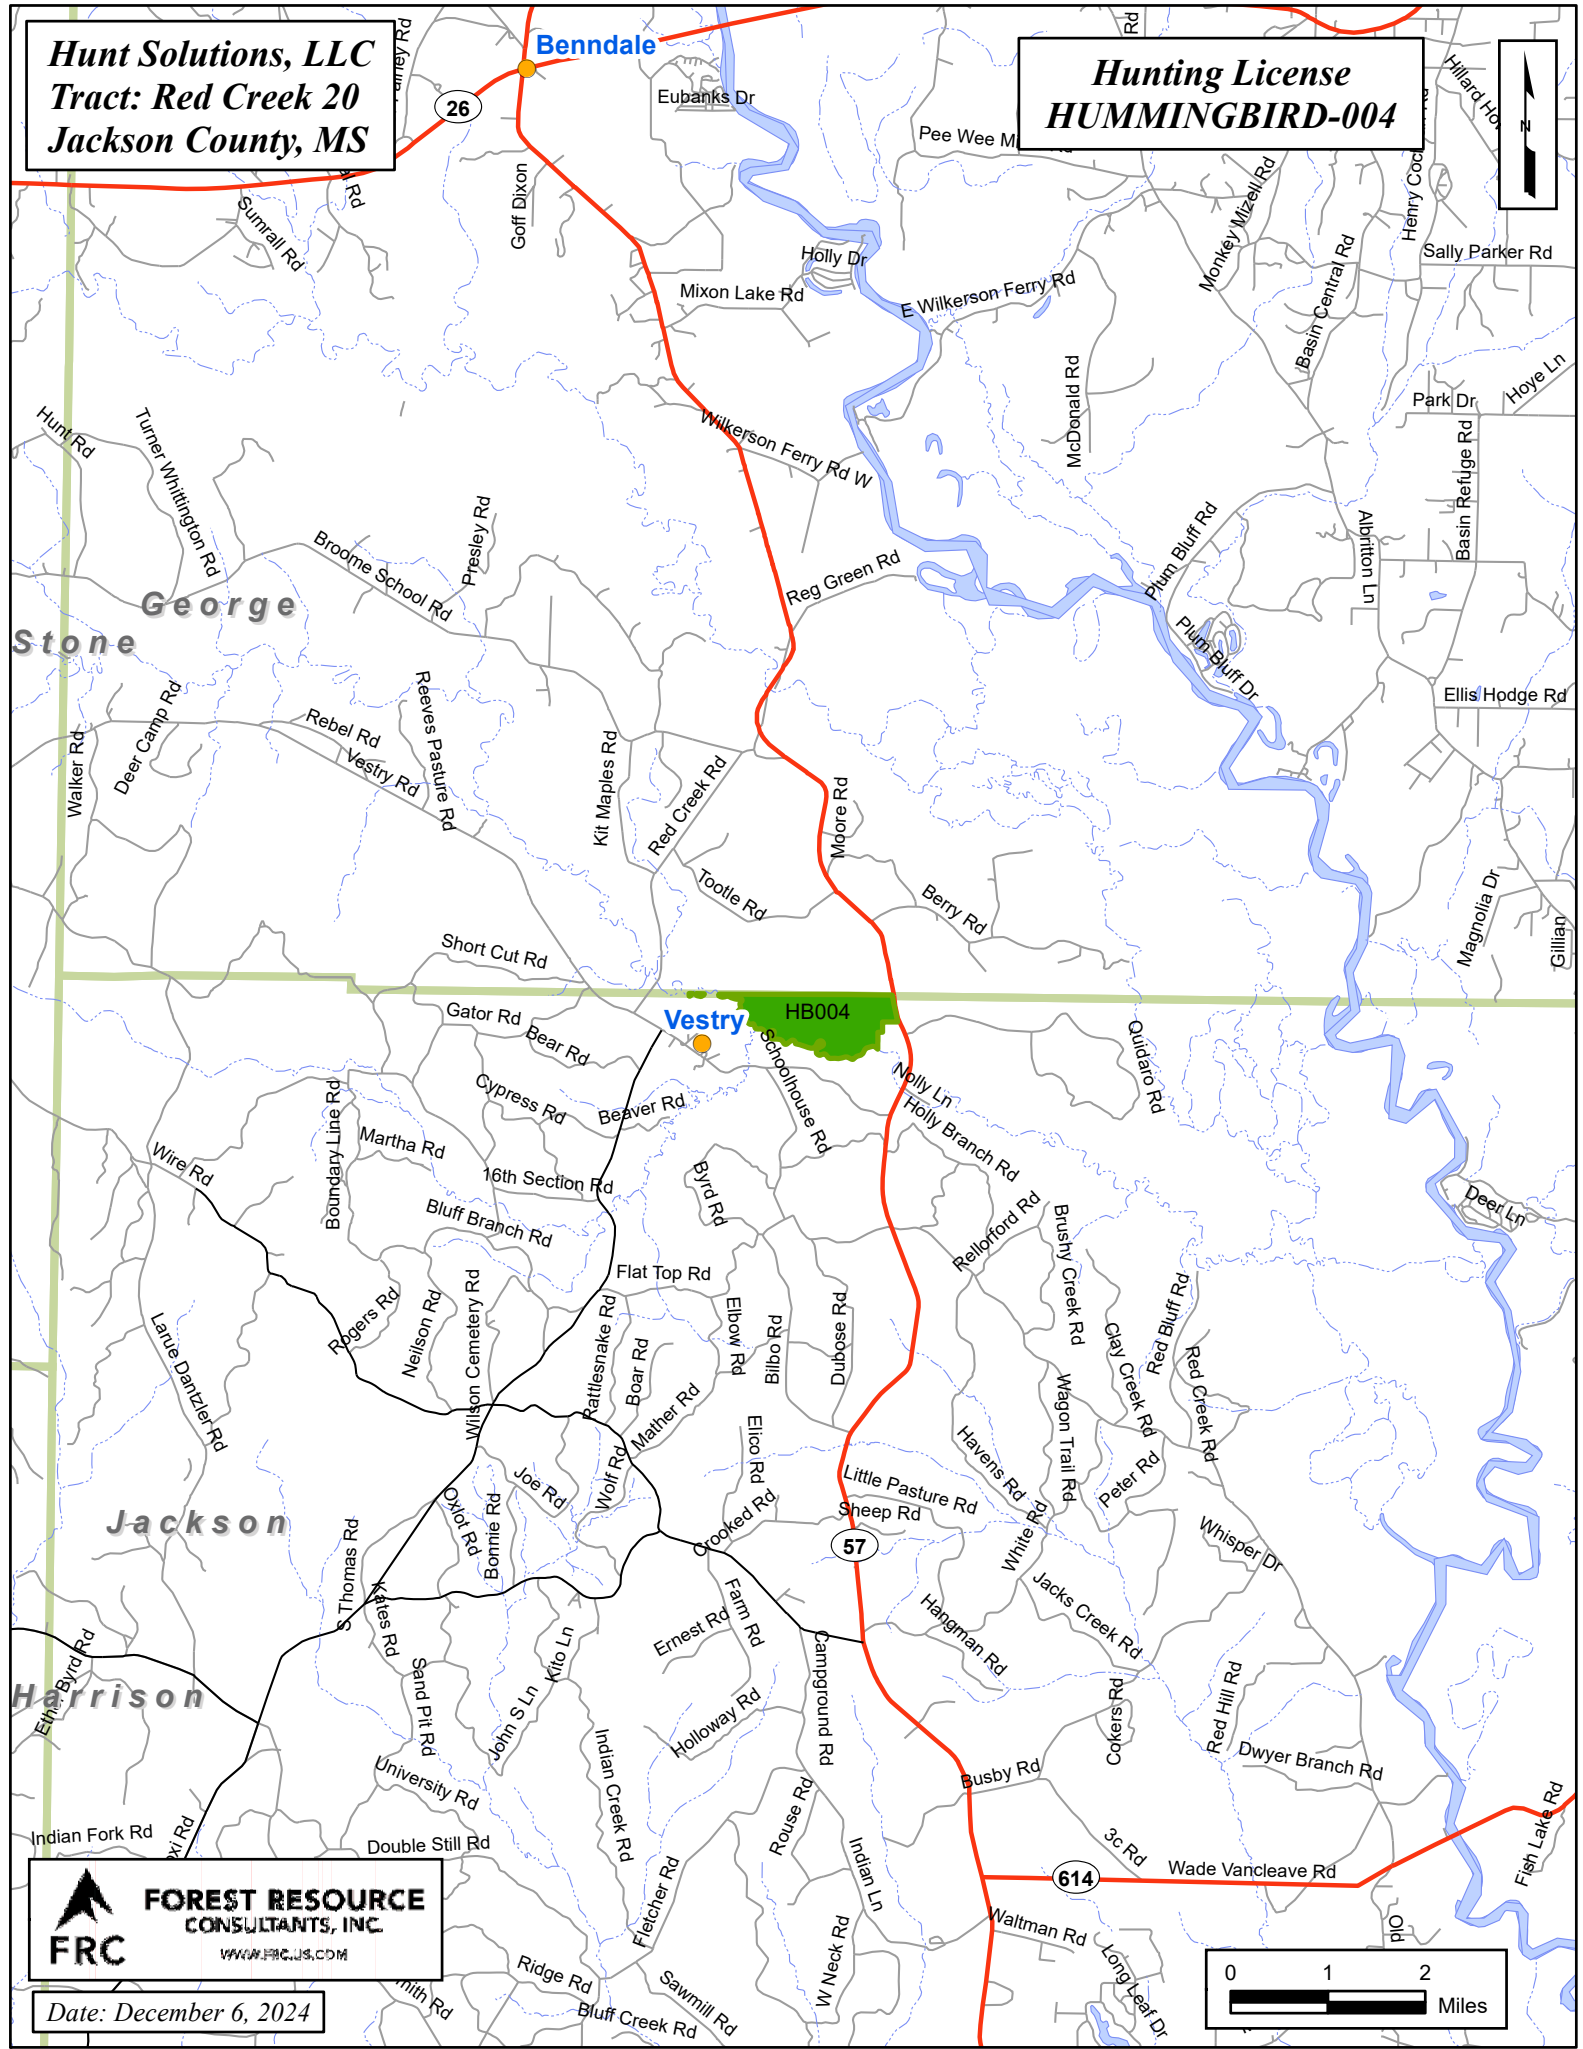 Hunt Solutions, LLC
Tract: Red Creek 20
Jackson County, MS
Hunting License
HUMMINGBIRD-004
N
Benndale
26
Eubanks Dr
Rd
Pee Wee
Goff Dixon
Sumrall Rd
Holly Dr
Mixon Lake Rd
E Wilkerson Ferry Rd
Monkey Mizell Rd
Basin Central Rd
Sally Parker Rd
McDonald Rd
Park Dr
Hoye Ln
Hunt Rd
Turner Whittington Rd
Wilkerson Ferry Rd W
Basin Refuge Rd
Presley Rd
Broome School Rd
Reg Green Rd
Plum Bluff Rd
Albritton Ln
George
Stone
Plum Bluff Dr
Ellis Hodge Rd
Deer Camp Rd
Walker Rd
Rebel Rd
Vestry Rd
Reeves Pasture Rd
Kit Maples Rd
Red Creek Rd
Moore Rd
Tootle Rd
Berry Rd
Magnolia Dr
Gillian
Short Cut Rd
Gator Rd
Bear Rd
Vestry
HB004
Schoolhouse Rd
Quidaro Rd
Nolly Ln
Holly Branch Rd
Cypress Rd
Beaver Rd
Boundary Line Rd
Martha Rd
Wire Rd
16th Section Rd
Byrd Rd
Bluff Branch Rd
Deer Ln
Rellorford Rd
Brushy Creek Rd
Flat Top Rd
Rogers Rd
Neilson Rd
Wilson Cemetery Rd
Rattlesnake Rd
Boar Rd
Elbow Rd
Bilbo Rd
Dubose Rd
Clay Creek Rd
Red Bluff Rd
Red Creek Rd
Larue Dantzler Rd
Mather Rd
Wagon Trail Rd
Elico Rd
Havens Rd
Peter Rd
Joe Rd
Wolf Rd
Little Pasture Rd
Sheep Rd
Crooked Rd
White Rd
Whisper Dr
Jackson
Oxlot Rd
Bonnie Rd
57
S Thomas Rd
Kates Rd
Farm Rd
Ernest Rd
Hangman Rd
Jacks Creek Rd
Kito Ln
Campground Rd
Harrison
Byrd Rd
Sand Pit Rd
John S Ln
Holloway Rd
Cokers Rd
Red Hill Rd
Indian Creek Rd
University Rd
Busby Rd
Dwyer Branch Rd
Rouse Rd
Indian Fork Rd
Double Still Rd
Indian Ln
3c Rd
Wade Vancleave Rd
614
Fish Lake Rd
Fletcher Rd
Waltman Rd
Old
W Neck Rd
Long Leaf Dr
Ridge Rd
Sawmill Rd
Bluff Creek Rd
FRC
FOREST RESOURCE
CONSULTANTS, INC.
WWW.FRC.US.COM
Date: December 6, 2024
0 1 2
Miles